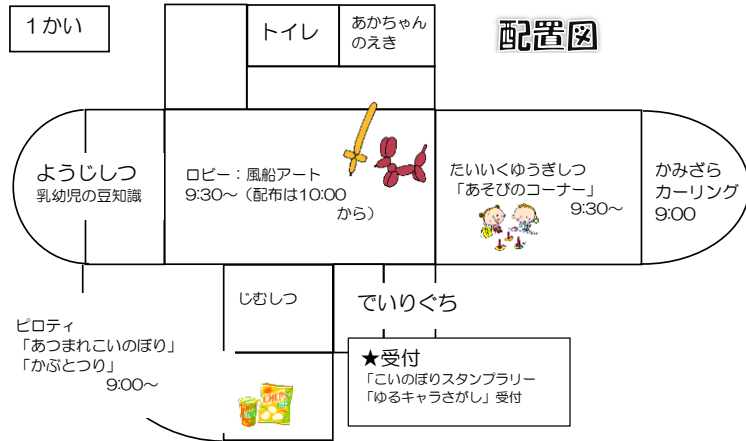 1かい
トイレ
あかちゃん
のえき
配置図
ようじしつ
乳幼児の豆知識
ロビー：風船アート
9:30～（配布は10:00
から）
たいいくゆうぎしつ
「あそびのコーナー」
9:30～
かみざら
カーリング
9:00
じむしつ
でいりぐち
ピロティ
「あつまれこいのぼり」
「かぶとつり」
9:00～
★受付
「こいのぼりスタンプラリー
「ゆるキャラさがし」受付